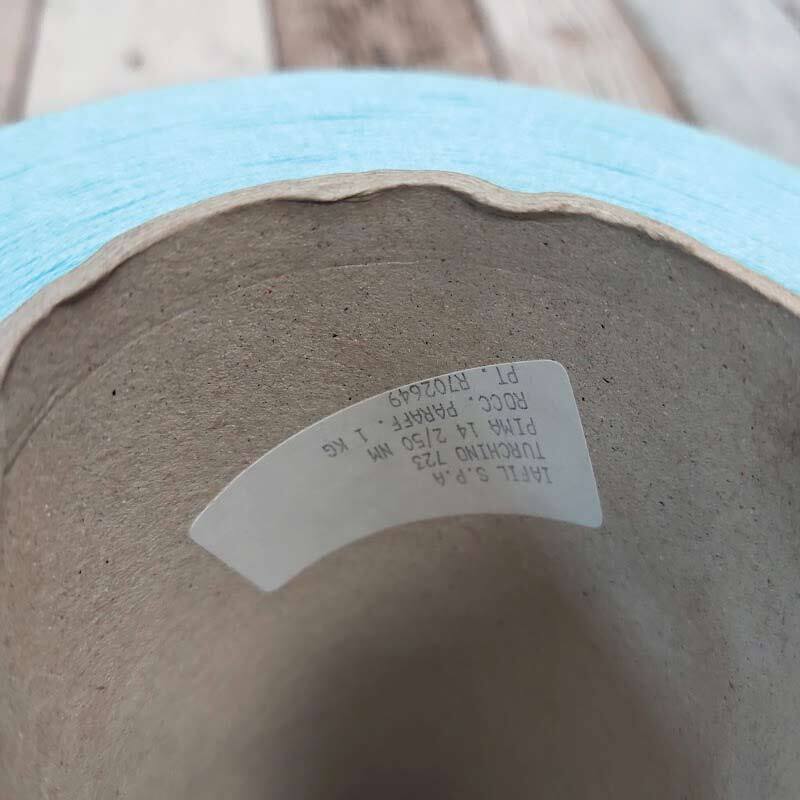 IAFIL S.P.A
TURCHINO 723
PIMA 14 2/50 NM
ROCC. PARAFF. 1 KG
PT. R702649